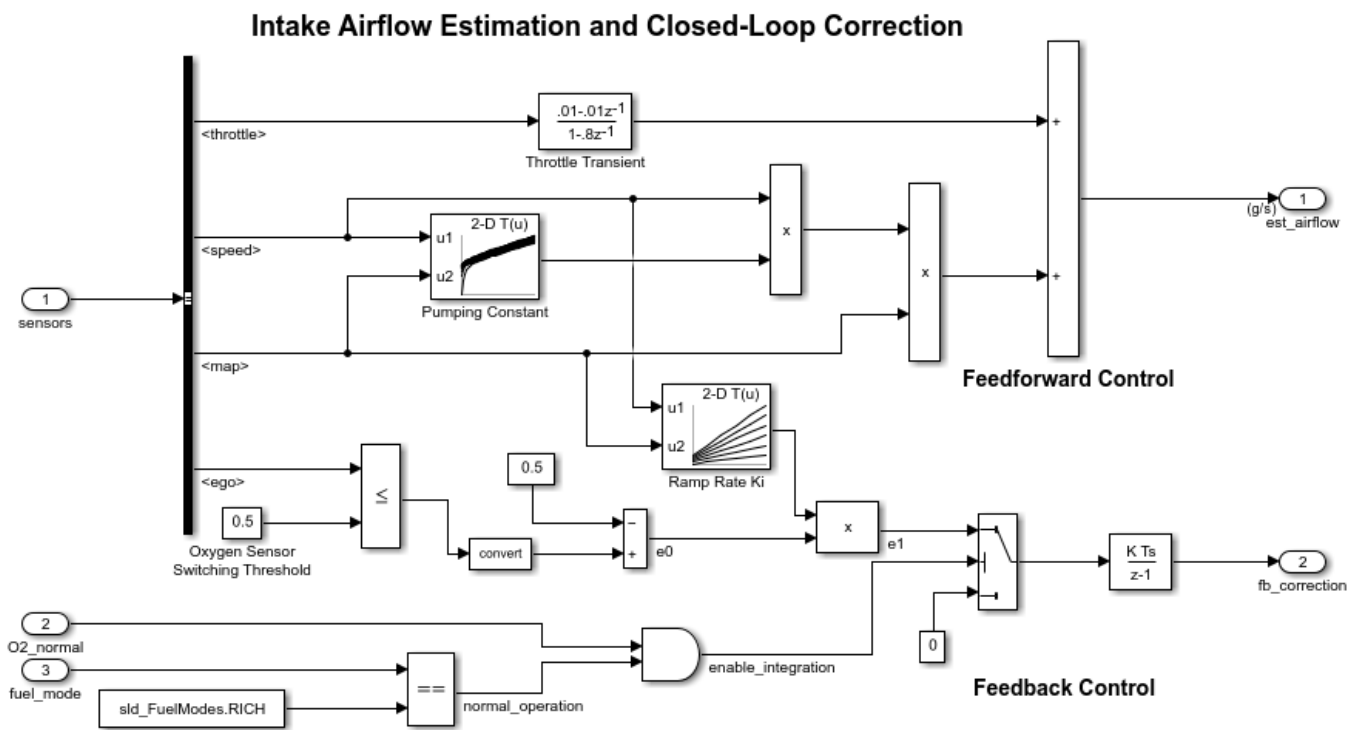 Intake Airflow Estimation and Closed-Loop Correction
.01-.01z-1
1-.8z-1
<throttle>
Throttle Transient
2-D T(u)
u1
u2
Pumping Constant
<speed>
x
x
+
+
(g/s)
1
est_airflow
1
sensors
<map>
Feedforward Control
2-D T(u)
u1
u2
Ramp Rate Ki
<ego>
≤
0.5
0.5
Oxygen Sensor
Switching Threshold
convert
−
+
e0
x
e1
K Ts
z-1
2
fb_correction
0
2
O2_normal
3
fuel_mode
==
sld_FuelModes.RICH
normal_operation
enable_integration
Feedback Control